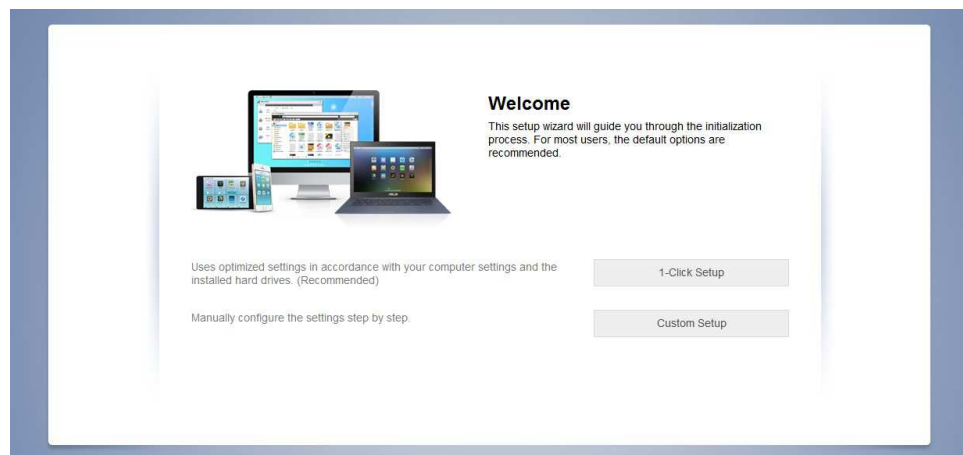 Welcome
This setup wizard will guide you through the initialization
process. For most users, the default options are
recommended.
Uses optimized settings in accordance with your computer settings and the
installed hard drives. (Recommended)
1-Click Setup
Manually configure the settings step by step.
Custom Setup